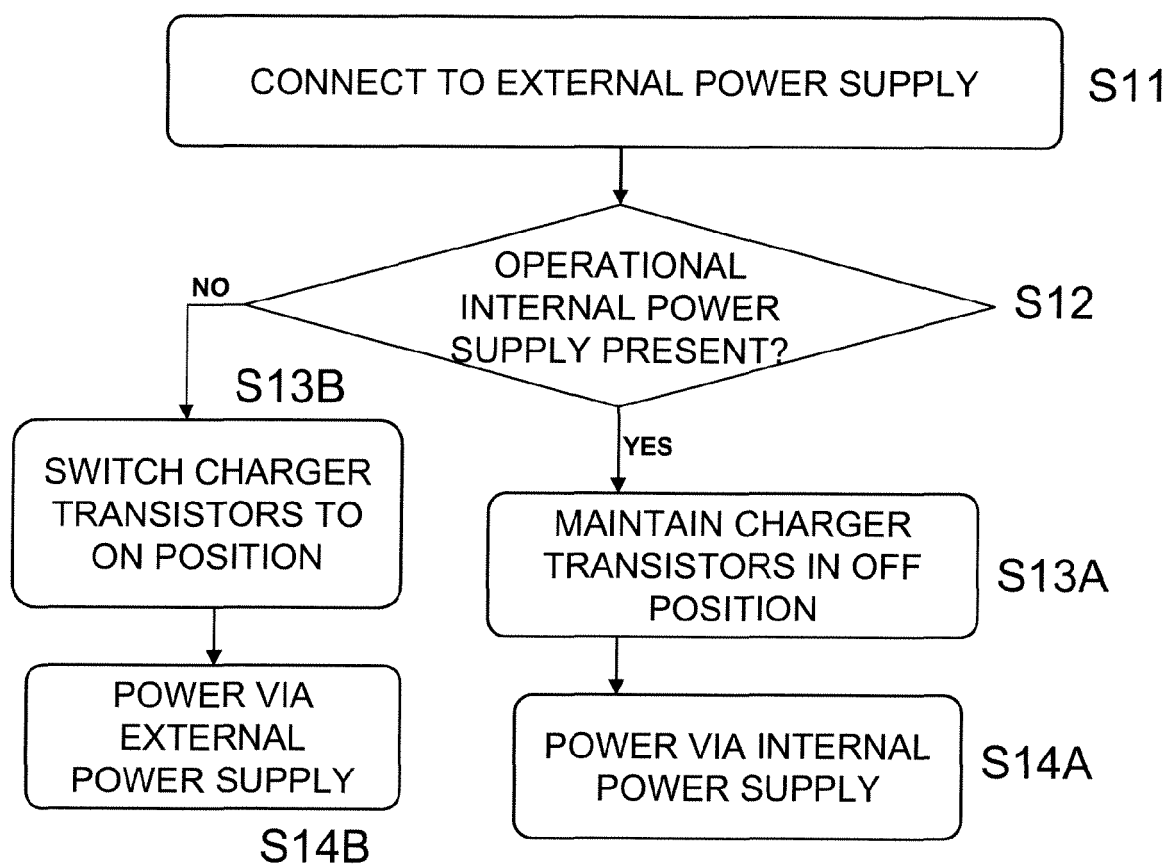 CONNECT TO EXTERNAL POWER SUPPLY
S11
OPERATIONAL
INTERNAL POWER
SUPPLY PRESENT?
S12
NO
YES
S13B
SWITCH CHARGER
TRANSISTORS TO
ON POSITION
MAINTAIN CHARGER
TRANSISTORS IN OFF
POSITION
S13A
POWER VIA
EXTERNAL
POWER SUPPLY
S14B
POWER VIA INTERNAL
POWER SUPPLY
S14A